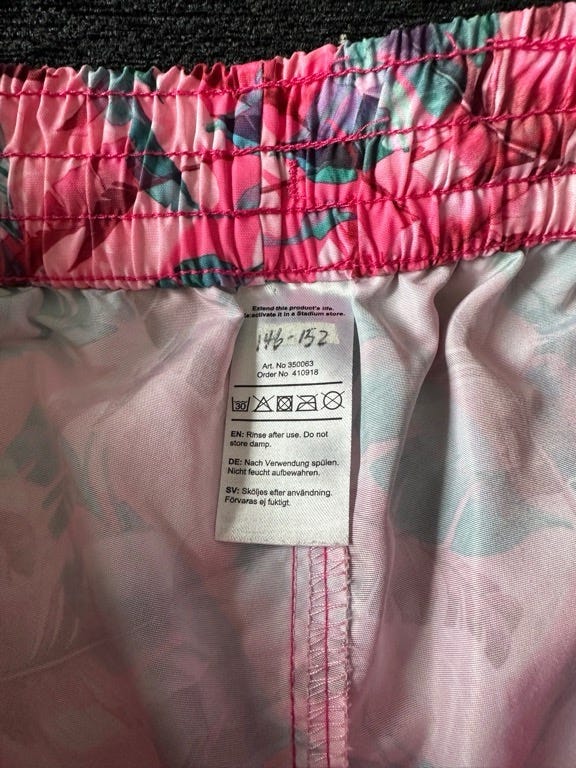 Extend this product's life.
Re:activate it in a Stadium store.
146-152
Art. No 350063
Order No 410918
30
EN: Rinse after use. Do not
store damp.
DE: Nach Verwendung spülen.
Nicht feucht aufbewahren.
SV: Sköljes efter användning.
Förvaras ej fuktigt.